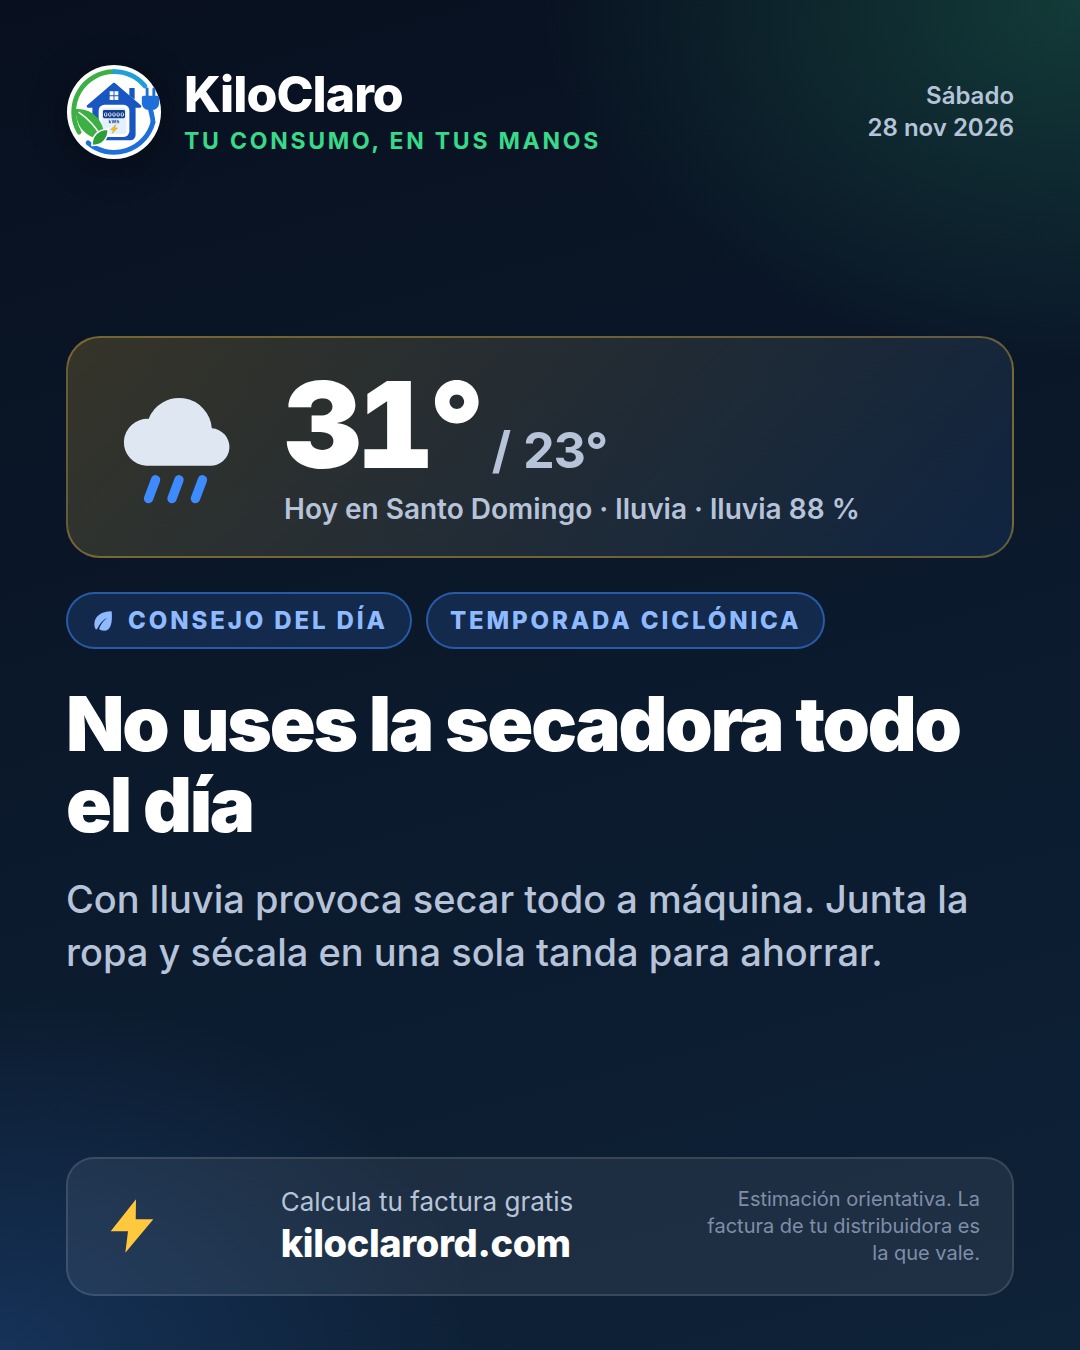 KiloClaro
TU CONSUMO, EN TUS MANOS
Sábado
28 nov 2026
31° / 23°
Hoy en Santo Domingo · lluvia · lluvia 88 %
CONSEJO DEL DÍA
TEMPORADA CICLÓNICA
No uses la secadora todo
el día
Con lluvia provoca secar todo a máquina. Junta la
ropa y sécala en una sola tanda para ahorrar.
Calcula tu factura gratis
kiloclarord.com
Estimación orientativa. La
factura de tu distribuidora es
la que vale.